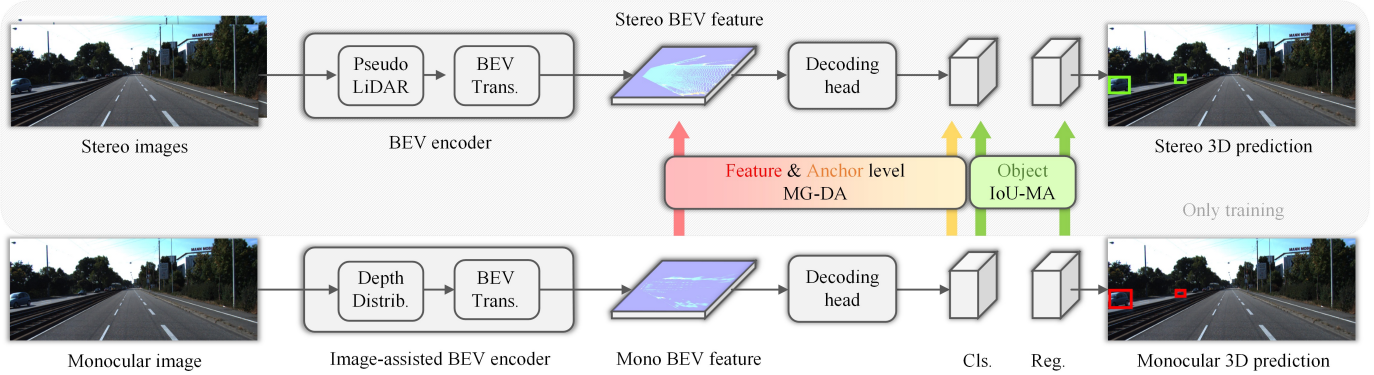 Stereo BEV feature
Pseudo
LiDAR
BEV
Trans.
Decoding
head
Stereo images
BEV encoder
Stereo 3D prediction
Feature & Anchor level
MG-DA
Object
IoU-MA
Only training
Depth
Distrib.
BEV
Trans.
Decoding
head
Monocular image
Image-assisted BEV encoder
Mono BEV feature
Cls.
Reg.
Monocular 3D prediction